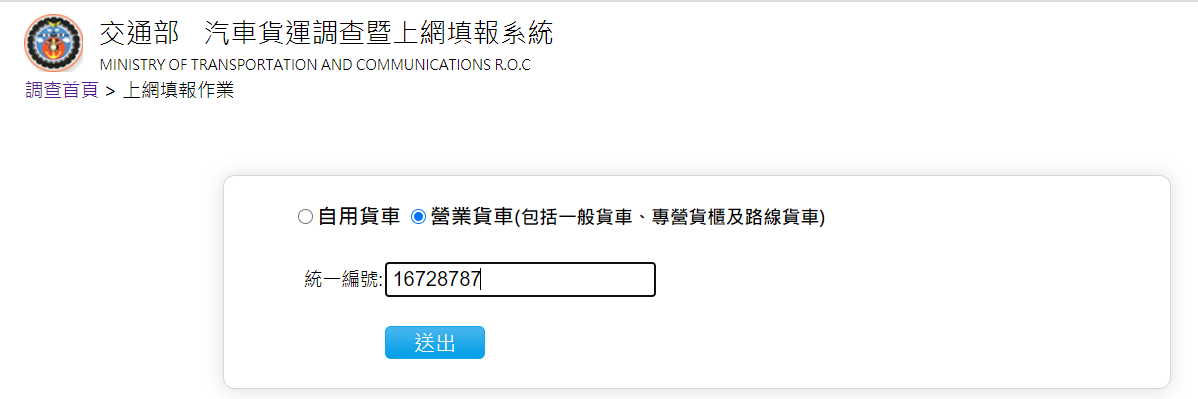 交通部 汽車貨運調查暨上網填報系統
MINISTRY OF TRANSPORTATION AND COMMUNICATIONS R.O.C
調查首頁 > 上網填報作業
自用貨車 營業貨車(包括一般貨車、專營貨櫃及路線貨車)
統一編號: 16728787
送出